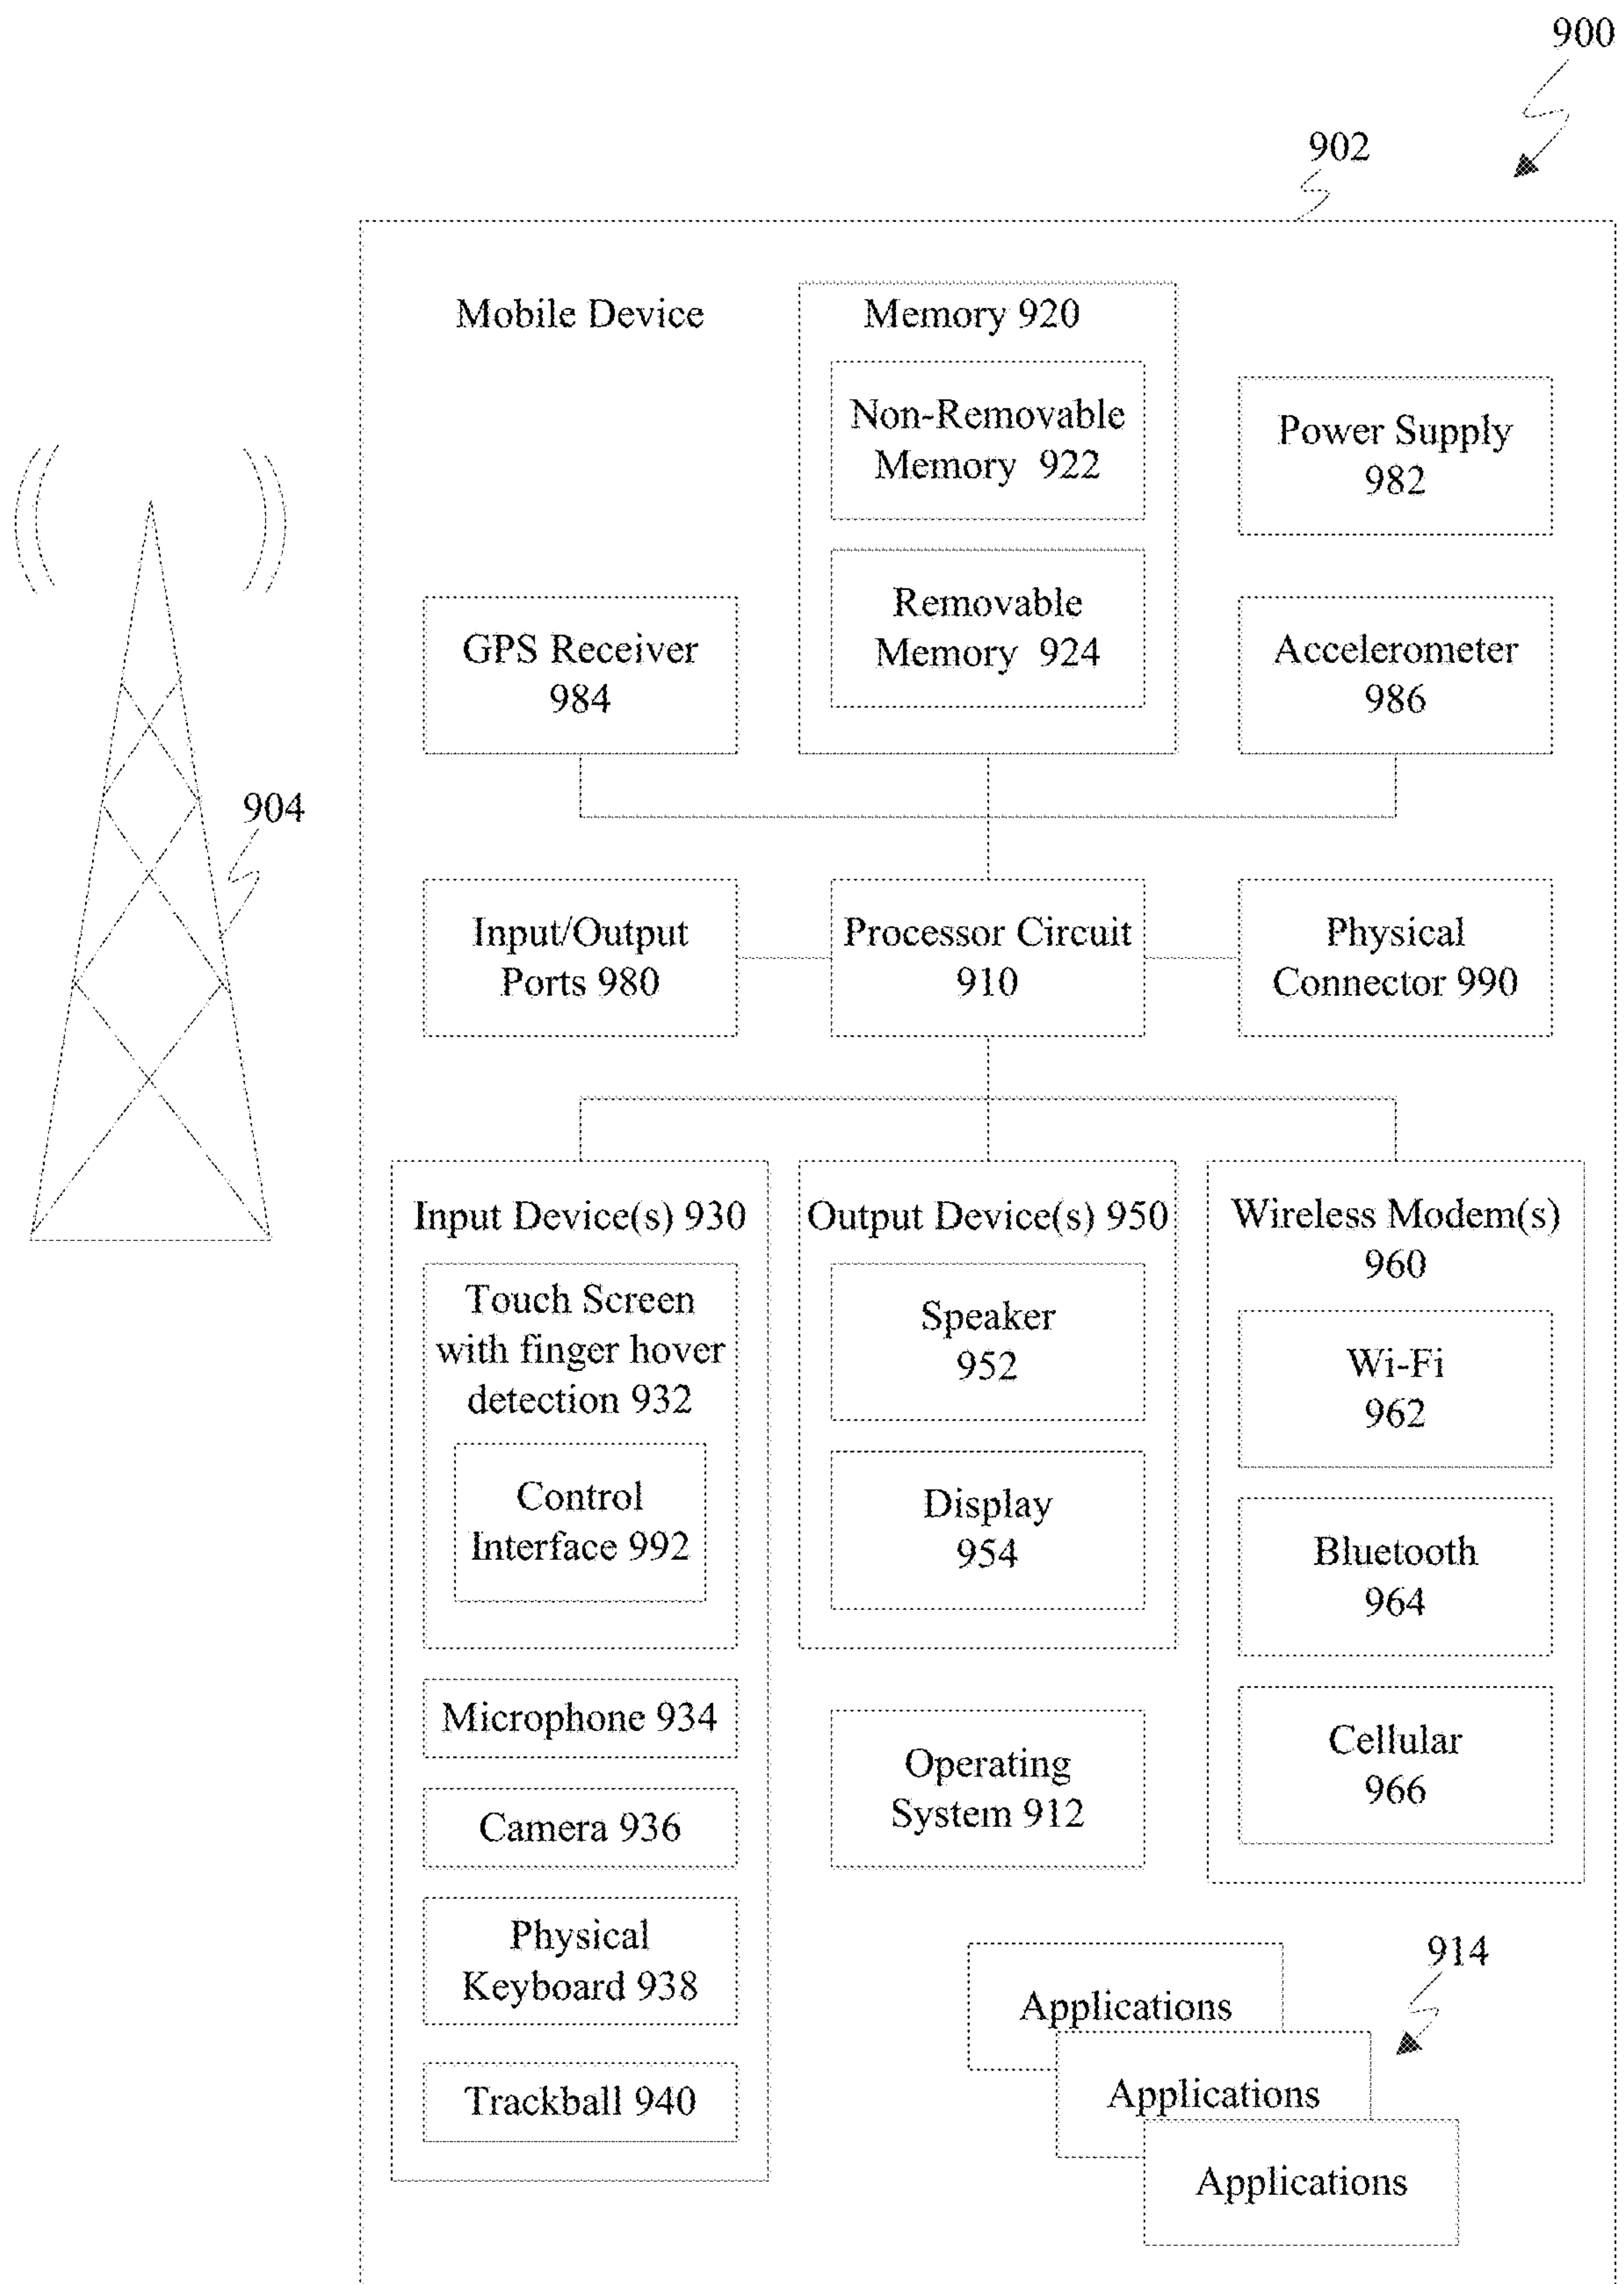 900
902
Mobile Device
Memory 920
Non-Removable
Memory 922
Power Supply
982
Removable
Memory 924
GPS Receiver
984
Accelerometer
986
904
Input/Output
Ports 980
Processor Circuit
910
Physical
Connector 990
Input Device(s) 930
Touch Screen
with finger hover
detection 932
Control
Interface 992
Microphone 934
Camera 936
Physical
Keyboard 938
Trackball 940
Output Device(s) 950
Speaker
952
Display
954
Operating
System 912
Wireless Modem(s)
960
Wi-Fi
962
Bluetooth
964
Cellular
966
914
Applications
Applications
Applications